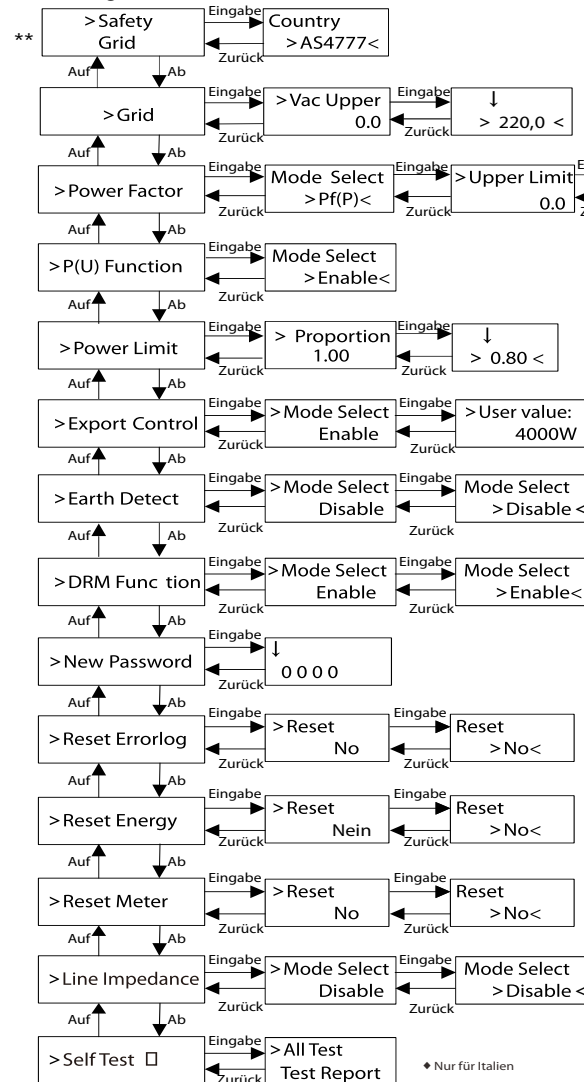 >Safety Eingabe Country
** Grid Zurück >AS4777<
Auf Ab
>Grid Eingabe >Vac Upper Eingabe ↓
Zurück 0.0 Zurück > 220,0 <
Auf Ab
>Power Factor Eingabe Mode Select Eingabe >Upper Limit E
Zurück >Pf(P)< Zurück 0.0 Z
Auf Ab
>P(U) Function Eingabe Mode Select
Zurück >Enable<
Auf Ab
>Power Limit Eingabe > Proportion Eingabe ↓
Zurück 1.00 Zurück > 0.80 <
Auf Ab
>Export Control Eingabe >Mode Select Eingabe >User value:
Zurück Enable Zurück 4000W
Auf Ab
>Earth Detect Eingabe >Mode Select Eingabe Mode Select
Zurück Disable Zurück >Disable <
Auf Ab
>DRM Func tion Eingabe >Mode Select Eingabe Mode Select
Zurück Enable Zurück >Enable<
Auf Ab
>New Password Eingabe ↓
Zurück 0 0 0 0
Auf Ab
>Reset Errorlog Eingabe >Reset Eingabe Reset
Zurück No Zurück >No<
Auf Ab
>Reset Energy Eingabe >Reset Eingabe Reset
Zurück Nein Zurück >No<
Auf Ab
>Reset Meter Eingabe >Reset Eingabe Reset
Zurück No Zurück >No<
Auf Ab
>Line Impedance Eingabe >Mode Select Eingabe Mode Select
Zurück Disable Zurück >Disable <
Auf Ab
>Self Test □ Eingabe >All Test
Zurück Test Report ◆ Nur für Italien